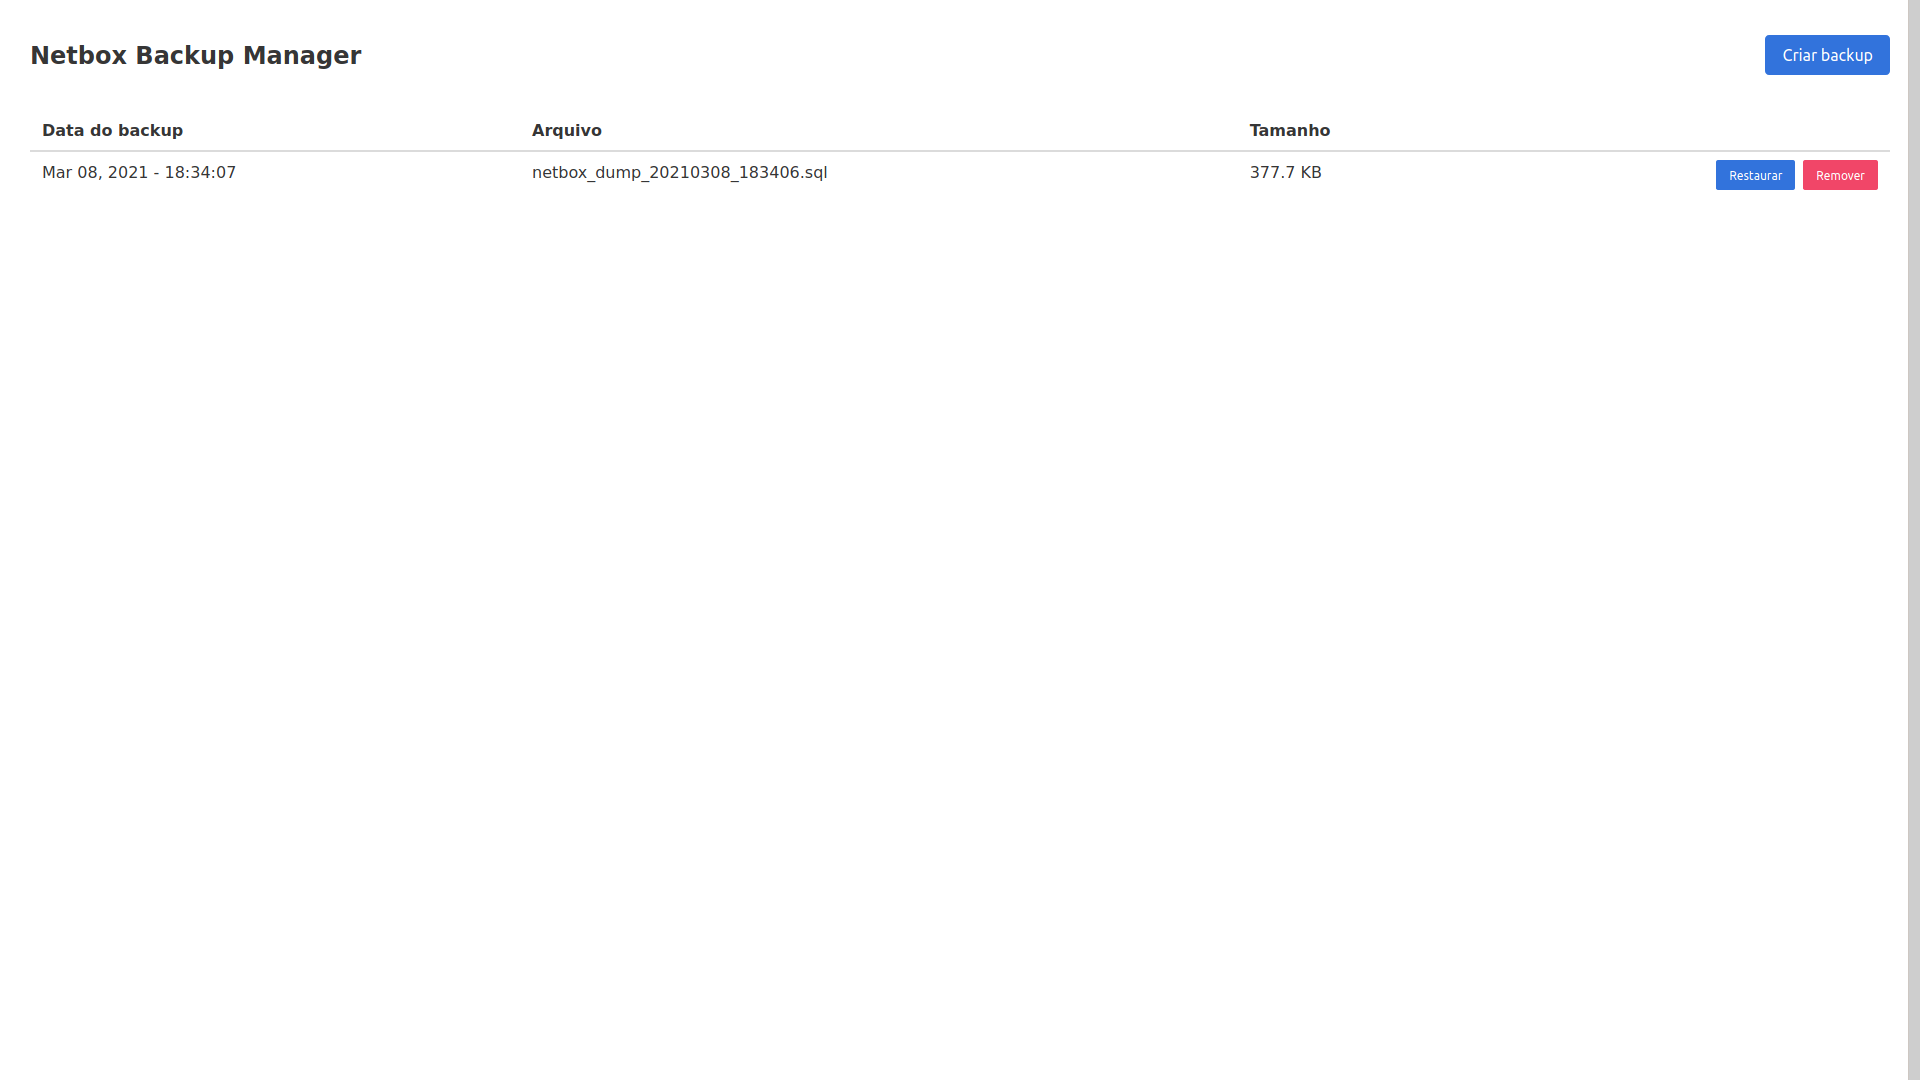 Netbox Backup Manager
Criar backup
Data do backup Arquivo Tamanho
Mar 08, 2021 - 18:34:07 netbox_dump_20210308_183406.sql 377.7 KB Restaurar Remover